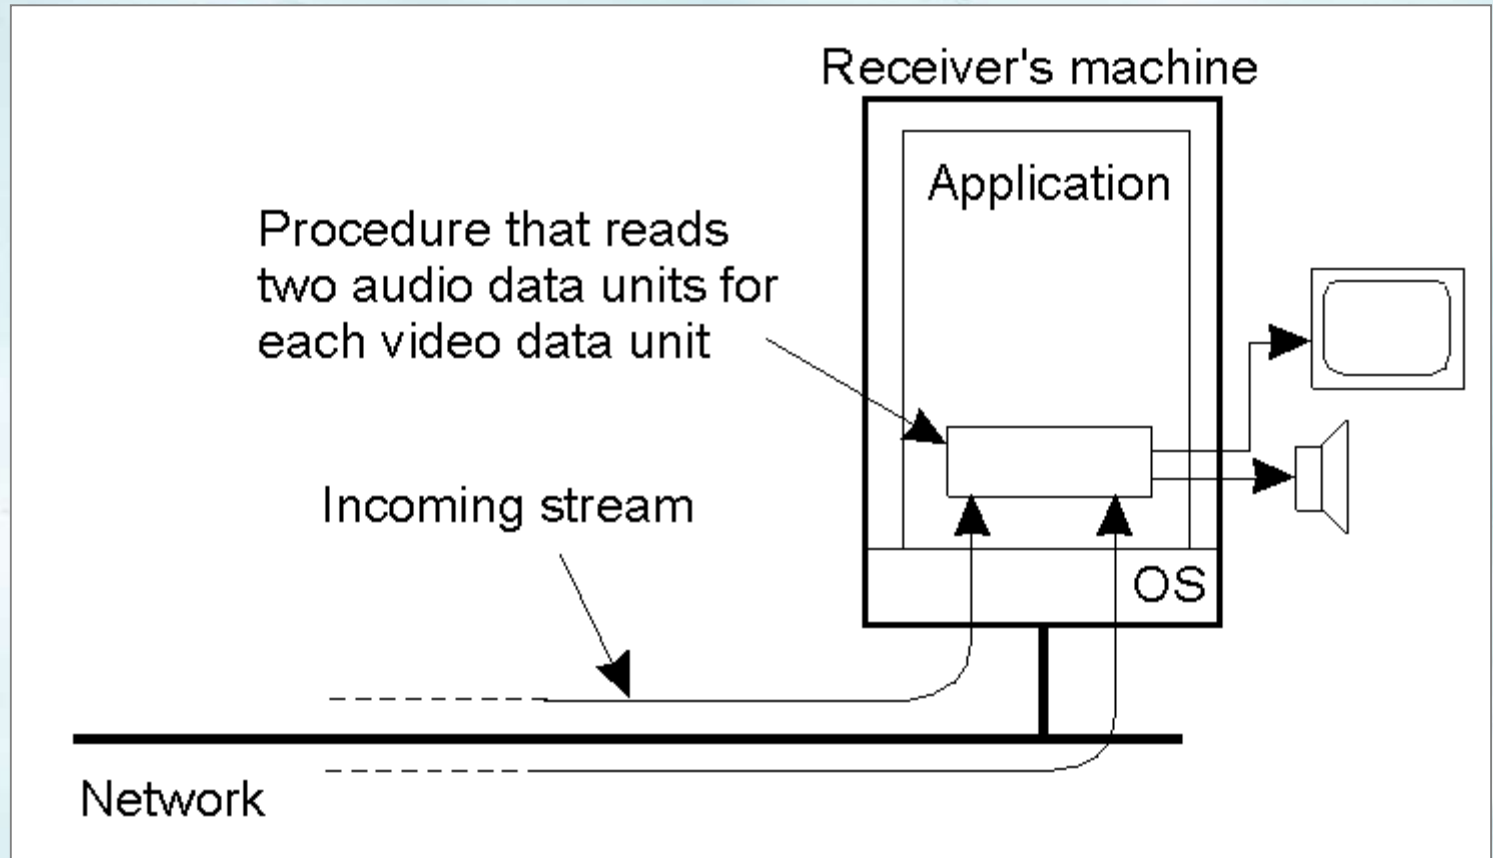 Receiver's machine
Application
Procedure that reads
two audio data units for
each video data unit
Incoming stream
OS
Network